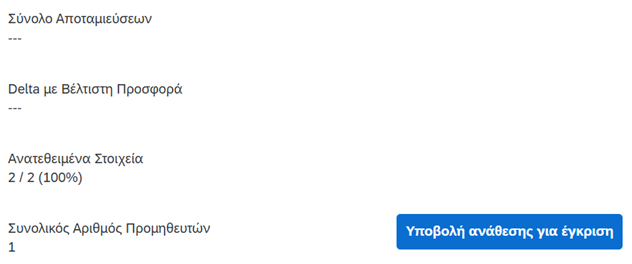 Σύνολο Αποταμιεύσεων
---
Delta με Βέλτιστη Προσφορά
---
Ανατεθειμένα Στοιχεία
2 / 2 (100%)
Συνολικός Αριθμός Προμηθευτών
1
Υποβολή ανάθεσης για έγκριση